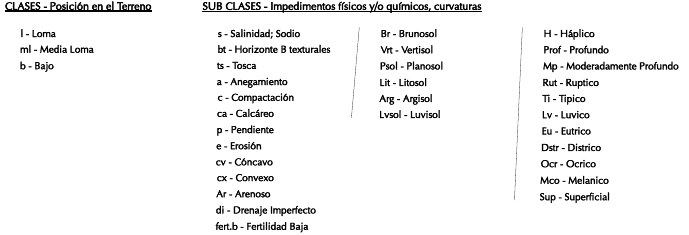 CLASES - Posición en el Terreno
l - Loma
ml - Media Loma
b - Bajo
SUB CLASES - Impedimentos físicos y/o químicos, curvaturas
s - Salinidad; Sodio
bt - Horizonte B texturales
ts - Tosca
a - Anegamiento
c - Compactación
ca - Calcáreo
p - Pendiente
e - Erosión
cv - Cóncavo
cx - Convexo
Ar - Arenoso
di - Drenaje Imperfecto
fert.b - Fertilidad Baja
Br - Brunosol
Vrt - Vertisol
Psol - Planosol
Lit - Litosol
Arg - Argisol
Lvsol - Luvisol
H - Háplico
Prof - Profundo
Mp - Moderadamente Profundo
Rut - Ruptico
Ti - Tipico
Lv - Luvico
Eu - Eutrico
Dstr - Districo
Ocr - Ocrico
Mco - Melanico
Sup - Superficial